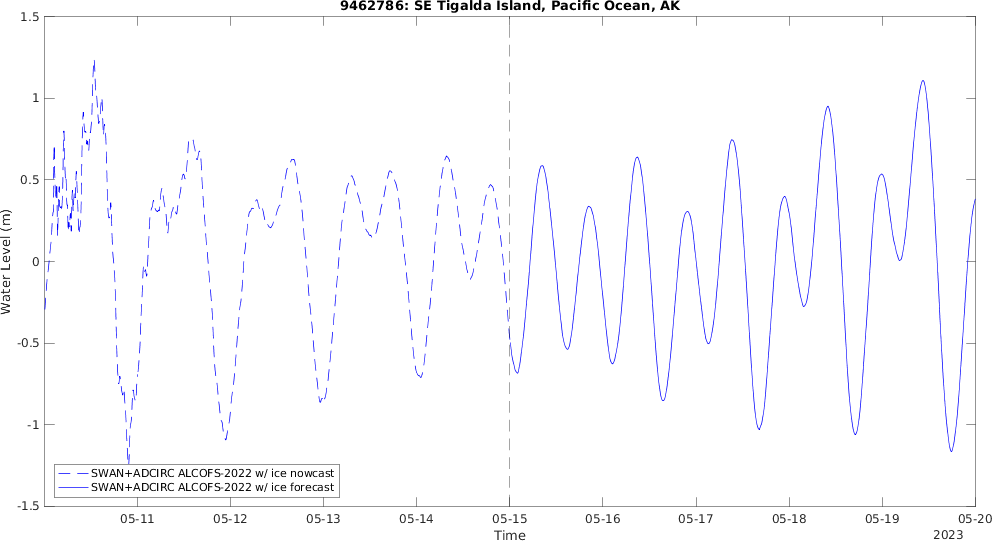 9462786: SE Tigalda Island, Pacific Ocean, AK
1.5
1
0.5
0
-0.5
-1
-1.5
Water Level (m)
SWAN+ADCIRC ALCOFS-2022 w/ ice nowcast
SWAN+ADCIRC ALCOFS-2022 w/ ice forecast
05-11 05-12 05-13 05-14 05-15 05-16 05-17 05-18 05-19 05-20
Time
2023